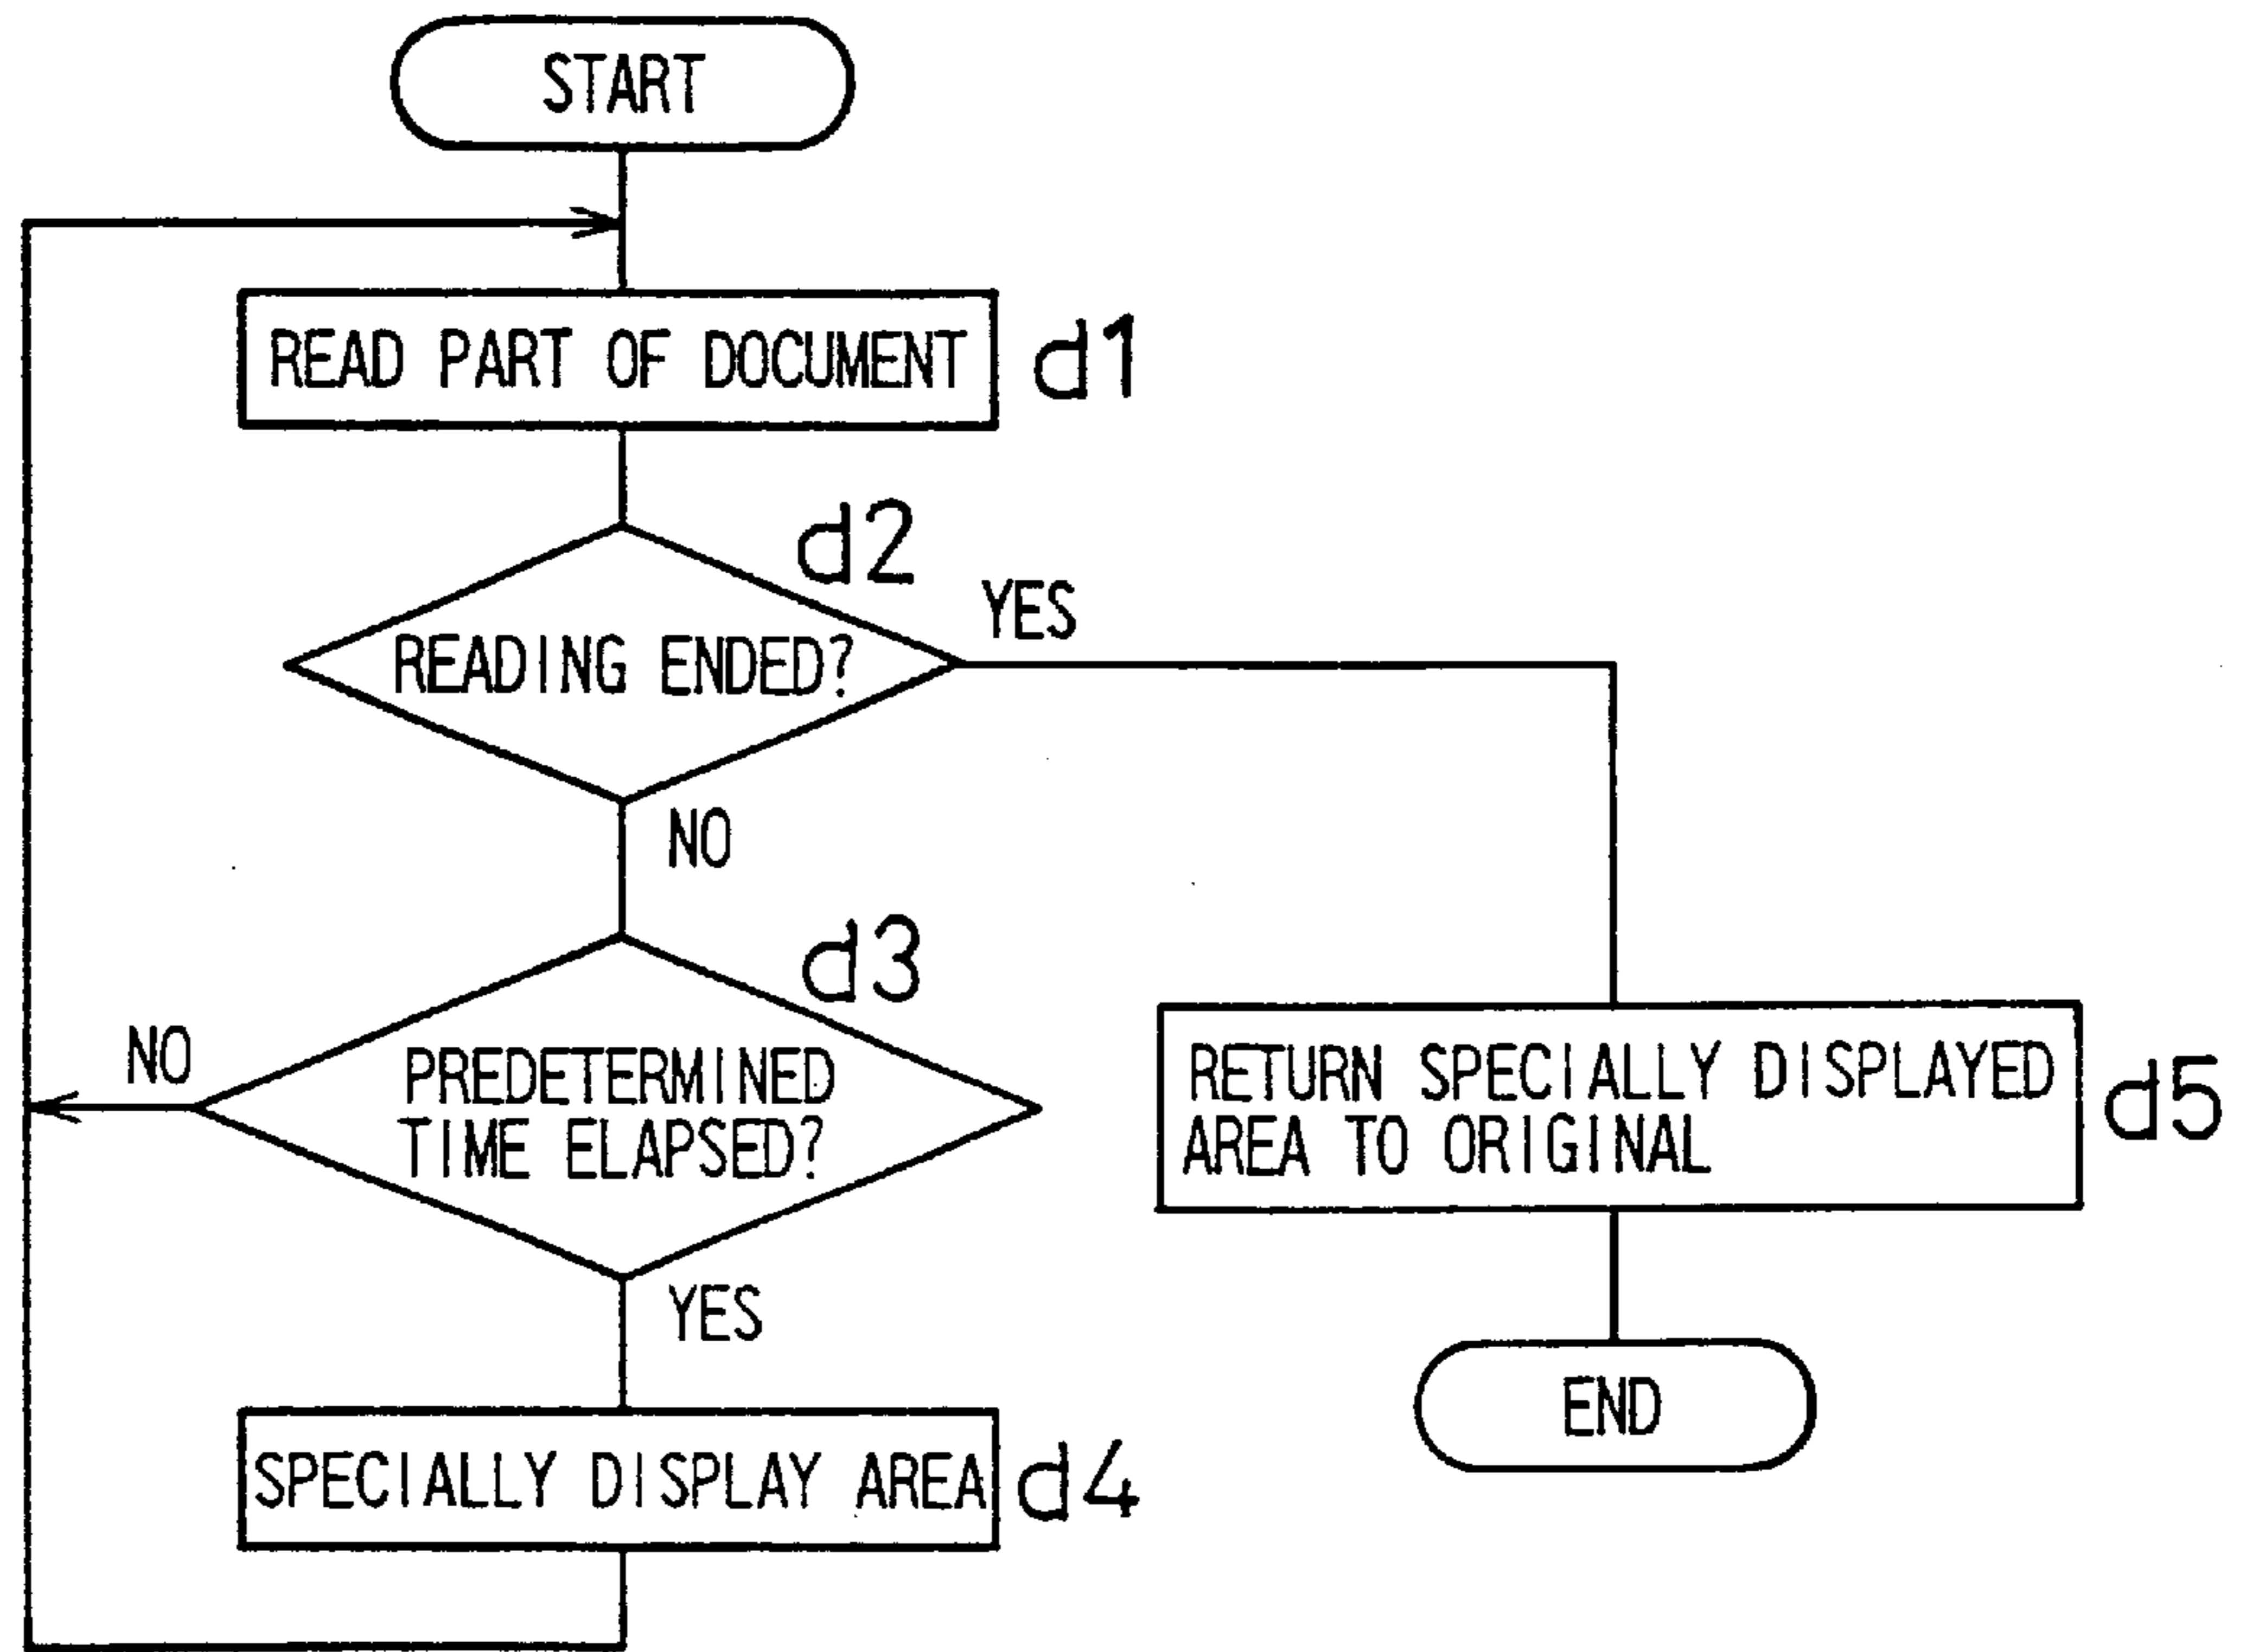 START
READ PART OF DOCUMENT
d1
d2
READING ENDED?
YES
NO
d3
PREDETERMINED
TIME ELAPSED?
NO
YES
SPECIALLY DISPLAY AREA
d4
RETURN SPECIALLY DISPLAYED
AREA TO ORIGINAL
d5
END